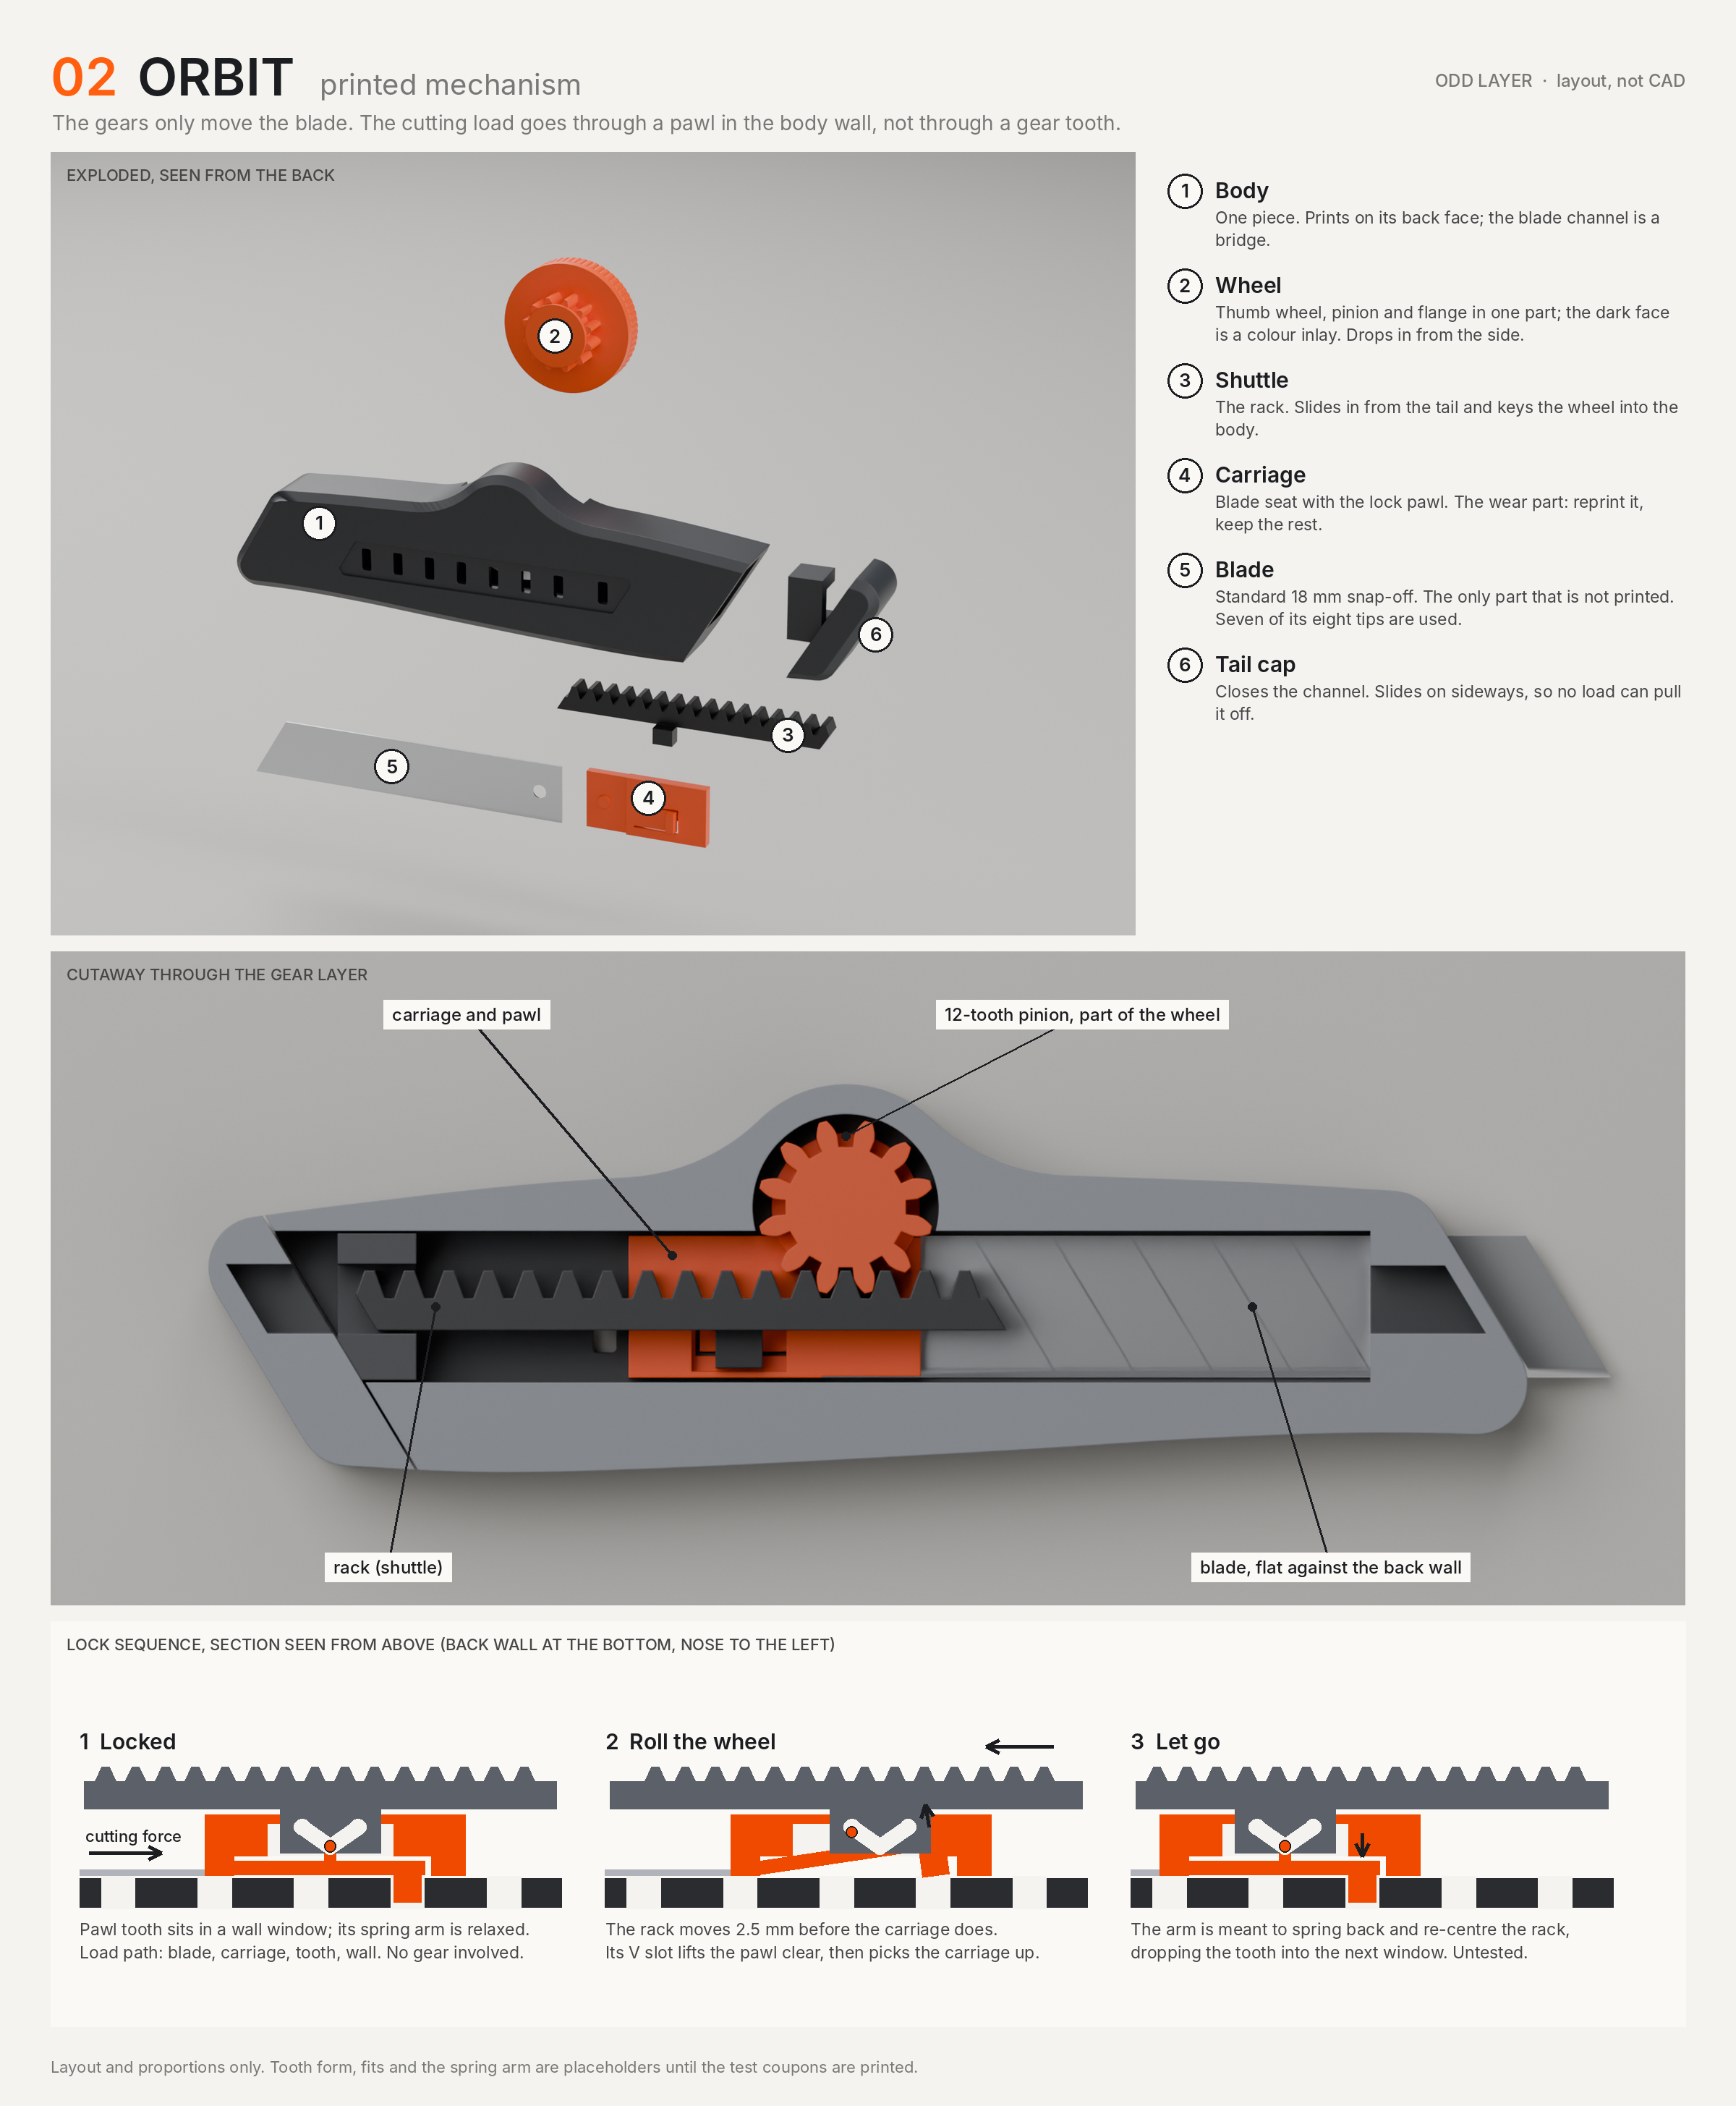 02 ORBIT printed mechanism
ODD LAYER · layout, not CAD
The gears only move the blade. The cutting load goes through a pawl in the body wall, not through a gear tooth.
EXPLODED, SEEN FROM THE BACK
2
1
6
3
5
4
1 Body
One piece. Prints on its back face; the blade channel is a
bridge.
2 Wheel
Thumb wheel, pinion and flange in one part; the dark face
is a colour inlay. Drops in from the side.
3 Shuttle
The rack. Slides in from the tail and keys the wheel into the
body.
4 Carriage
Blade seat with the lock pawl. The wear part: reprint it,
keep the rest.
5 Blade
Standard 18 mm snap-off. The only part that is not printed.
Seven of its eight tips are used.
6 Tail cap
Closes the channel. Slides on sideways, so no load can pull
it off.
CUTAWAY THROUGH THE GEAR LAYER
carriage and pawl
12-tooth pinion, part of the wheel
rack (shuttle)
blade, flat against the back wall
LOCK SEQUENCE, SECTION SEEN FROM ABOVE (BACK WALL AT THE BOTTOM, NOSE TO THE LEFT)
1 Locked
cutting force
Pawl tooth sits in a wall window; its spring arm is relaxed.
Load path: blade, carriage, tooth, wall. No gear involved.
2 Roll the wheel
The rack moves 2.5 mm before the carriage does.
Its V slot lifts the pawl clear, then picks the carriage up.
3 Let go
The arm is meant to spring back and re-centre the rack,
dropping the tooth into the next window. Untested.
Layout and proportions only. Tooth form, fits and the spring arm are placeholders until the test coupons are printed.